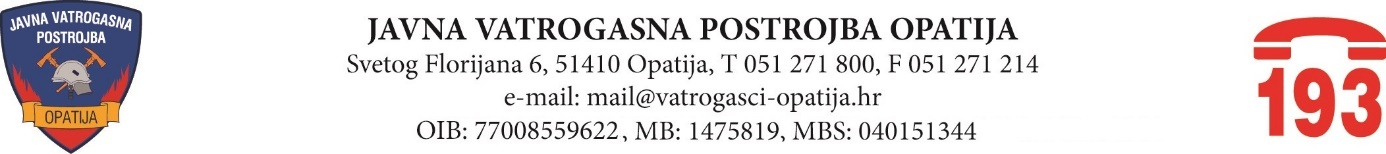 JAVNA VATROGASNA
POSTROJBA
OPATIJA
JAVNA VATROGASNA POSTROJBA OPATIJA
Svetog Florijana 6, 51410 Opatija, T 051 271 800, F 051 271 214
e-mail: mail@vatrogasci-opatija.hr
OIB: 77008559622, MB: 1475819, MBS: 040151344
193